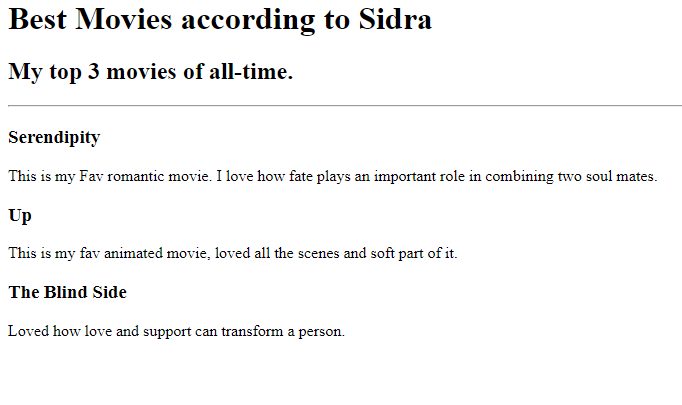 Best Movies according to Sidra
My top 3 movies of all-time.
Serendipity
This is my Fav romantic movie. I love how fate plays an important role in combining two soul mates.
Up
This is my fav animated movie, loved all the scenes and soft part of it.
The Blind Side
Loved how love and support can transform a person.